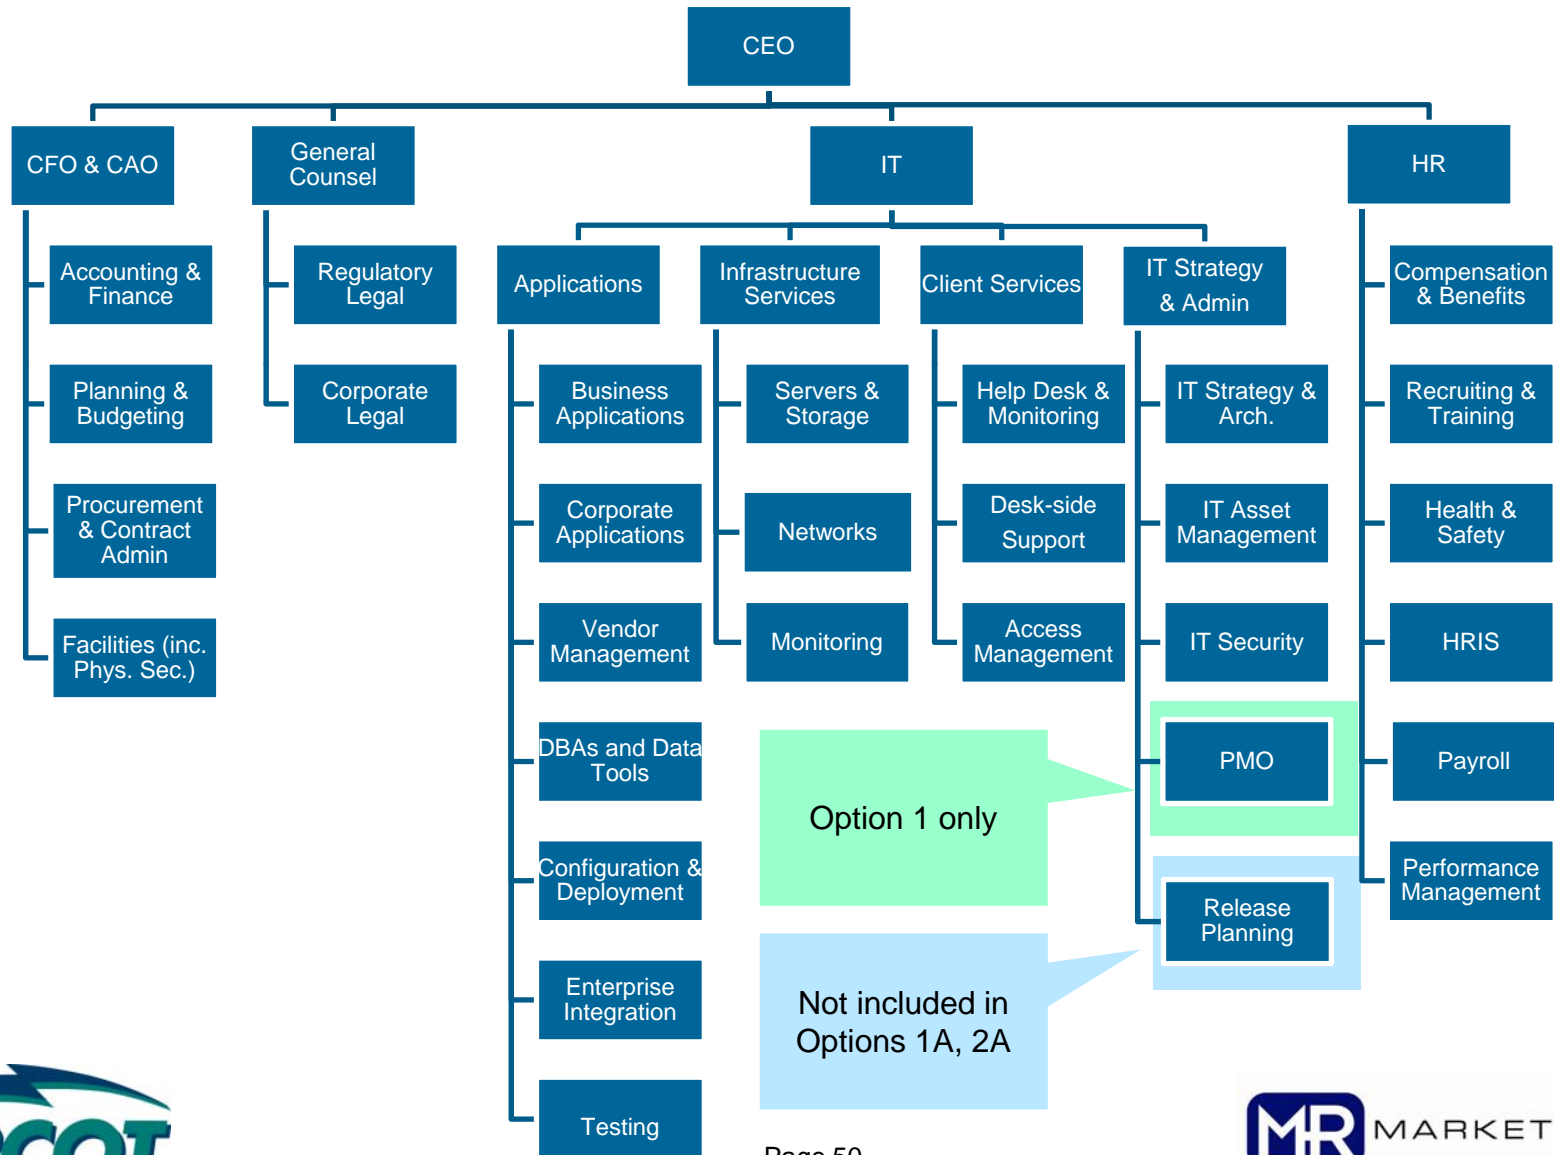 CEO
CFO & CAO
General
Counsel
IT
HR
Accounting &
Finance
Regulatory
Legal
Applications
Infrastructure
Services
Client Services
IT Strategy
& Admin
Compensation
& Benefits
Planning &
Budgeting
Corporate
Legal
Business
Applications
Servers &
Storage
Help Desk &
Monitoring
IT Strategy &
Arch.
Recruiting &
Training
Procurement
& Contract
Admin
Corporate
Applications
Networks
Desk-side
Support
IT Asset
Management
Health &
Safety
Facilities (inc.
Phys. Sec.)
Vendor
Management
Monitoring
Access
Management
IT Security
HRIS
DBAs and Data
Tools
Option 1 only
PMO
Payroll
Configuration &
Deployment
Release
Planning
Performance
Management
Enterprise
Integration
Not included in
Options 1A, 2A
Testing
Page 50
MR MARKET